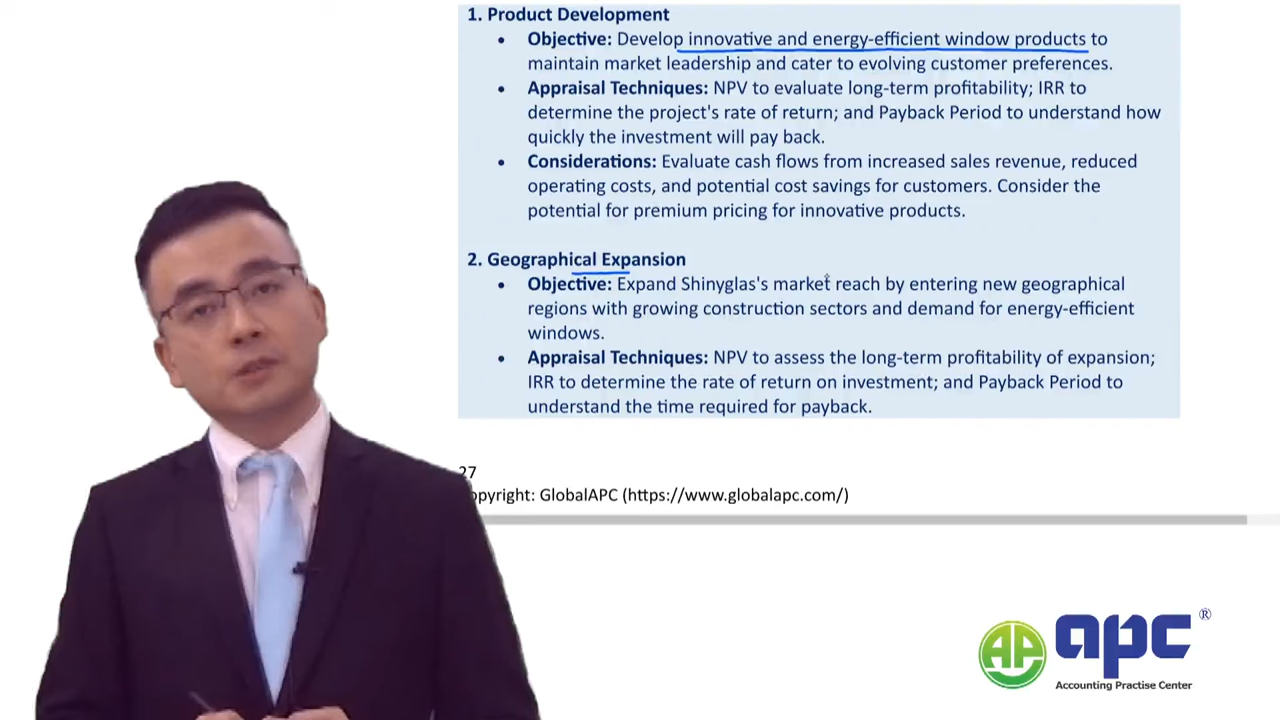 1. Product Development
• Objective: Develop innovative and energy-efficient window products to
maintain market leadership and cater to evolving customer preferences.
• Appraisal Techniques: NPV to evaluate long-term profitability; IRR to
determine the project's rate of return; and Payback Period to understand how
quickly the investment will pay back.
• Considerations: Evaluate cash flows from increased sales revenue, reduced
operating costs, and potential cost savings for customers. Consider the
potential for premium pricing for innovative products.
2. Geographical Expansion
• Objective: Expand Shinyglas's market reach by entering new geographical
regions with growing construction sectors and demand for energy-efficient
windows.
• Appraisal Techniques: NPV to assess the long-term profitability of expansion;
IRR to determine the rate of return on investment; and Payback Period to
understand the time required for payback.
27
opyright: GlobalAPC (https://www.globalapc.com/)
AP apc ®
Accounting Practise Center